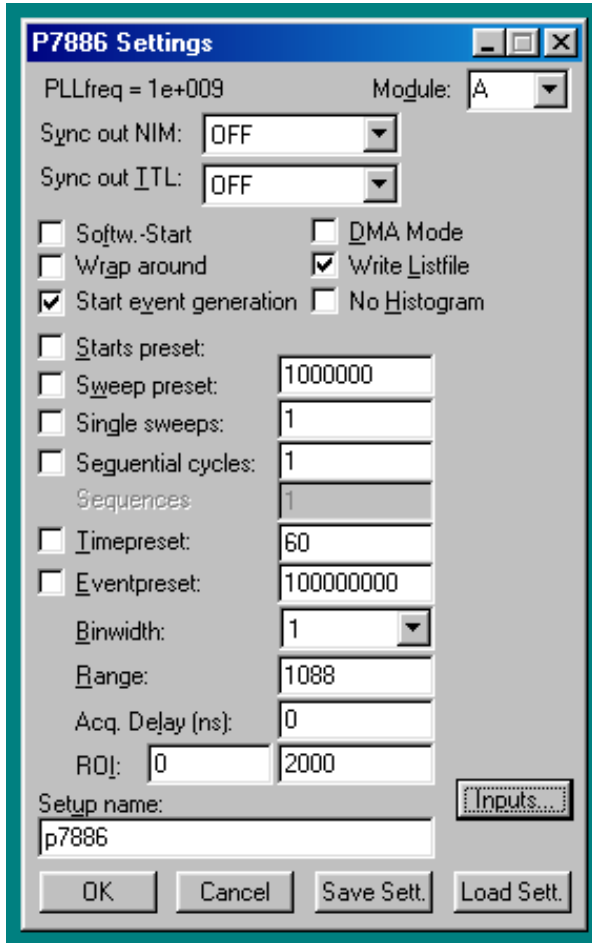 P7886 Settings
PLLfreq = 1e+009 Module: A
Sync out NIM: OFF
Sync out TTL: OFF
Softw.-Start DMA Mode
Wrap around Write Listfile
Start event generation No Histogram
Starts preset:
Sweep preset: 1000000
Single sweeps: 1
Seguential cycles: 1
Sequences 1
Timepreset: 60
Eventpreset: 100000000
Binwidth: 1
Range: 1088
Acq. Delay (ns): 0
ROI: 0 2000
Inputs...
Setup name:
p7886
OK Cancel Save Sett. Load Sett.